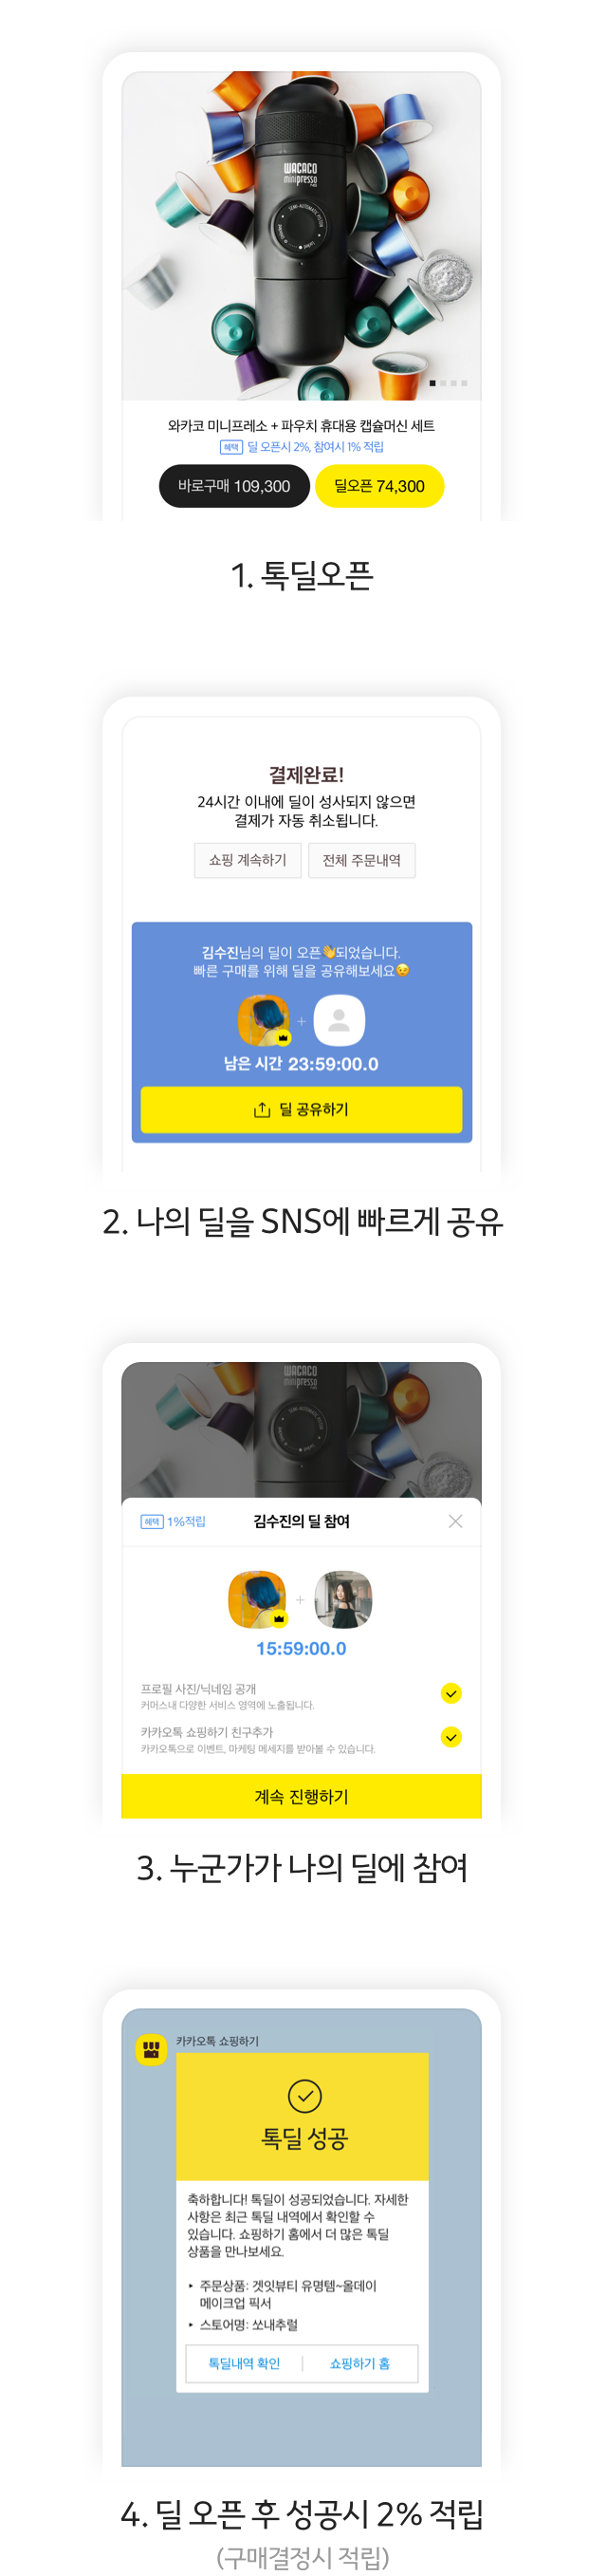 WACACO
minipresso
SEMI-AUTOMATIC PISTON
와카코 미니프레소 + 파우치 휴대용 캡슐머신 세트
혜택 딜 오픈시 2%, 참여시 1% 적립
바로구매 109,300 딜오픈 74,300
1. 톡딜오픈
결제완료!
24시간 이내에 딜이 성사되지 않으면
결제가 자동 취소됩니다.
쇼핑 계속하기 전체 주문내역
김수진님의 딜이 오픈👋되었습니다.
빠른 구매를 위해 딜을 공유해보세요😉
남은 시간 23:59:00.0
딜 공유하기
2. 나의 딜을 SNS에 빠르게 공유
WACACO
minipresso
혜택 1%적립 김수진의 딜 참여
15:59:00.0
프로필 사진/닉네임 공개
커머스내 다양한 서비스 영역에 노출됩니다.
카카오톡 쇼핑하기 친구추가
카카오톡으로 이벤트, 마케팅 메세지를 받아볼 수 있습니다.
계속 진행하기
3. 누군가가 나의 딜에 참여
카카오톡 쇼핑하기
톡딜 성공
축하합니다! 톡딜이 성공되었습니다. 자세한
사항은 최근 톡딜 내역에서 확인할 수
있습니다. 쇼핑하기 홈에서 더 많은 톡딜
상품을 만나보세요.
‣ 주문상품: 겟잇뷰티 유명템~올데이
메이크업 픽서
‣ 스토어명: 쏘내추럴
톡딜내역 확인 | 쇼핑하기 홈
4. 딜 오픈 후 성공시 2% 적립
(구매결정시 적립)